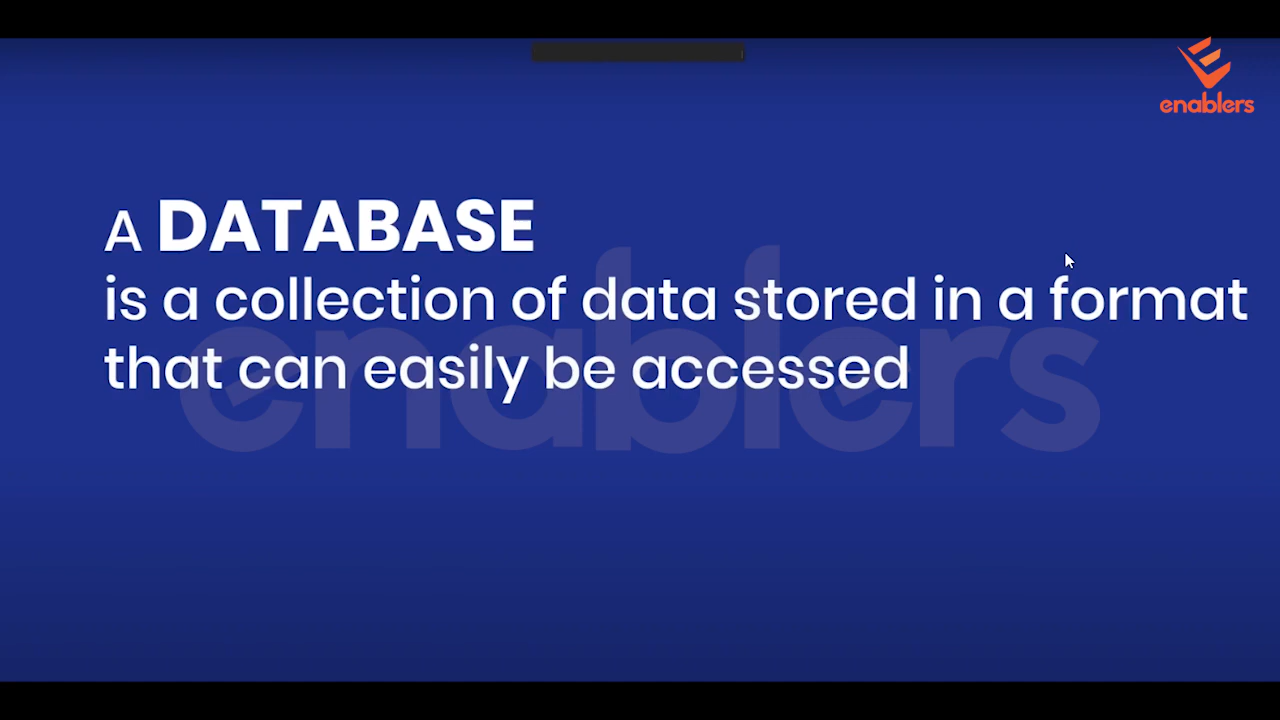 enablers
A DATABASE
is a collection of data stored in a format
that can easily be accessed
enablers